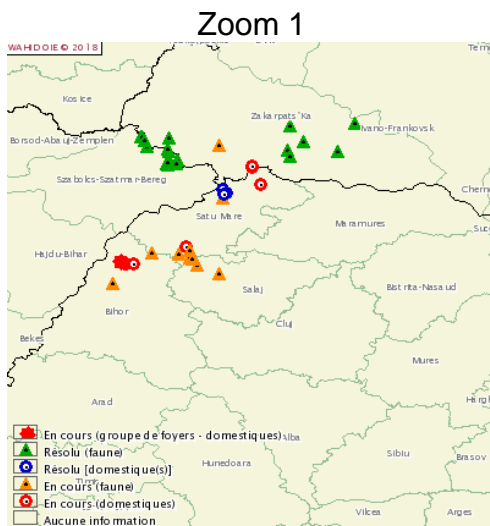 Zoom 1
WAHIDOIE © 2018
Kosice
Zakarpats'Ka
Ivano-Frankovsk
Borsod-Abauj-Zemplen
Szabolcs-Szatmar-Bereg
Satu Mare
Maramures
Hajdu-Bihar
Salaj
Bistrita-Nasaud
Bihor
Cluj
Bekes
Mures
Arad
Alba
Hunedoara
Sibiu
Brasov
Vilcea
Arges
En cours (groupe de foyers - domestiques)
Résolu (faune)
Résolu [domestique(s)]
En cours (faune)
En cours (domestiques)
Aucune information